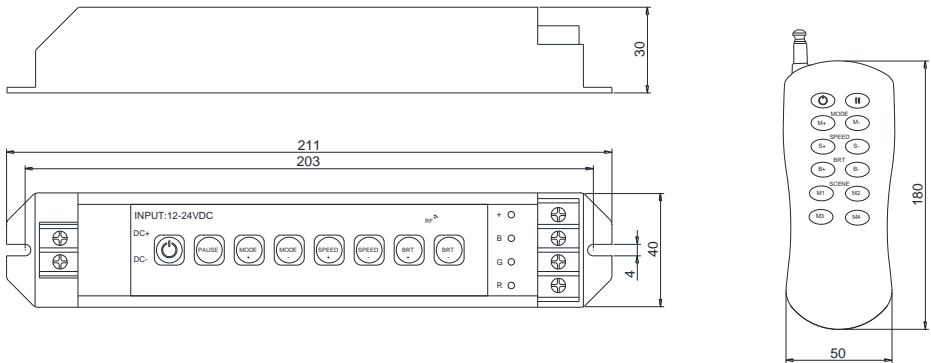 30
211
203
INPUT:12-24VDC
RF
DC+
DC-
PAUSE
MODE
+
MODE
-
SPEED
+
SPEED
-
BRT
+
BRT
-
+
B
G
R
4
40
MODE
M+ M-
SPEED
S+ S-
BRT
B+ B-
SCENE
M1 M2
M3 M4
180
50